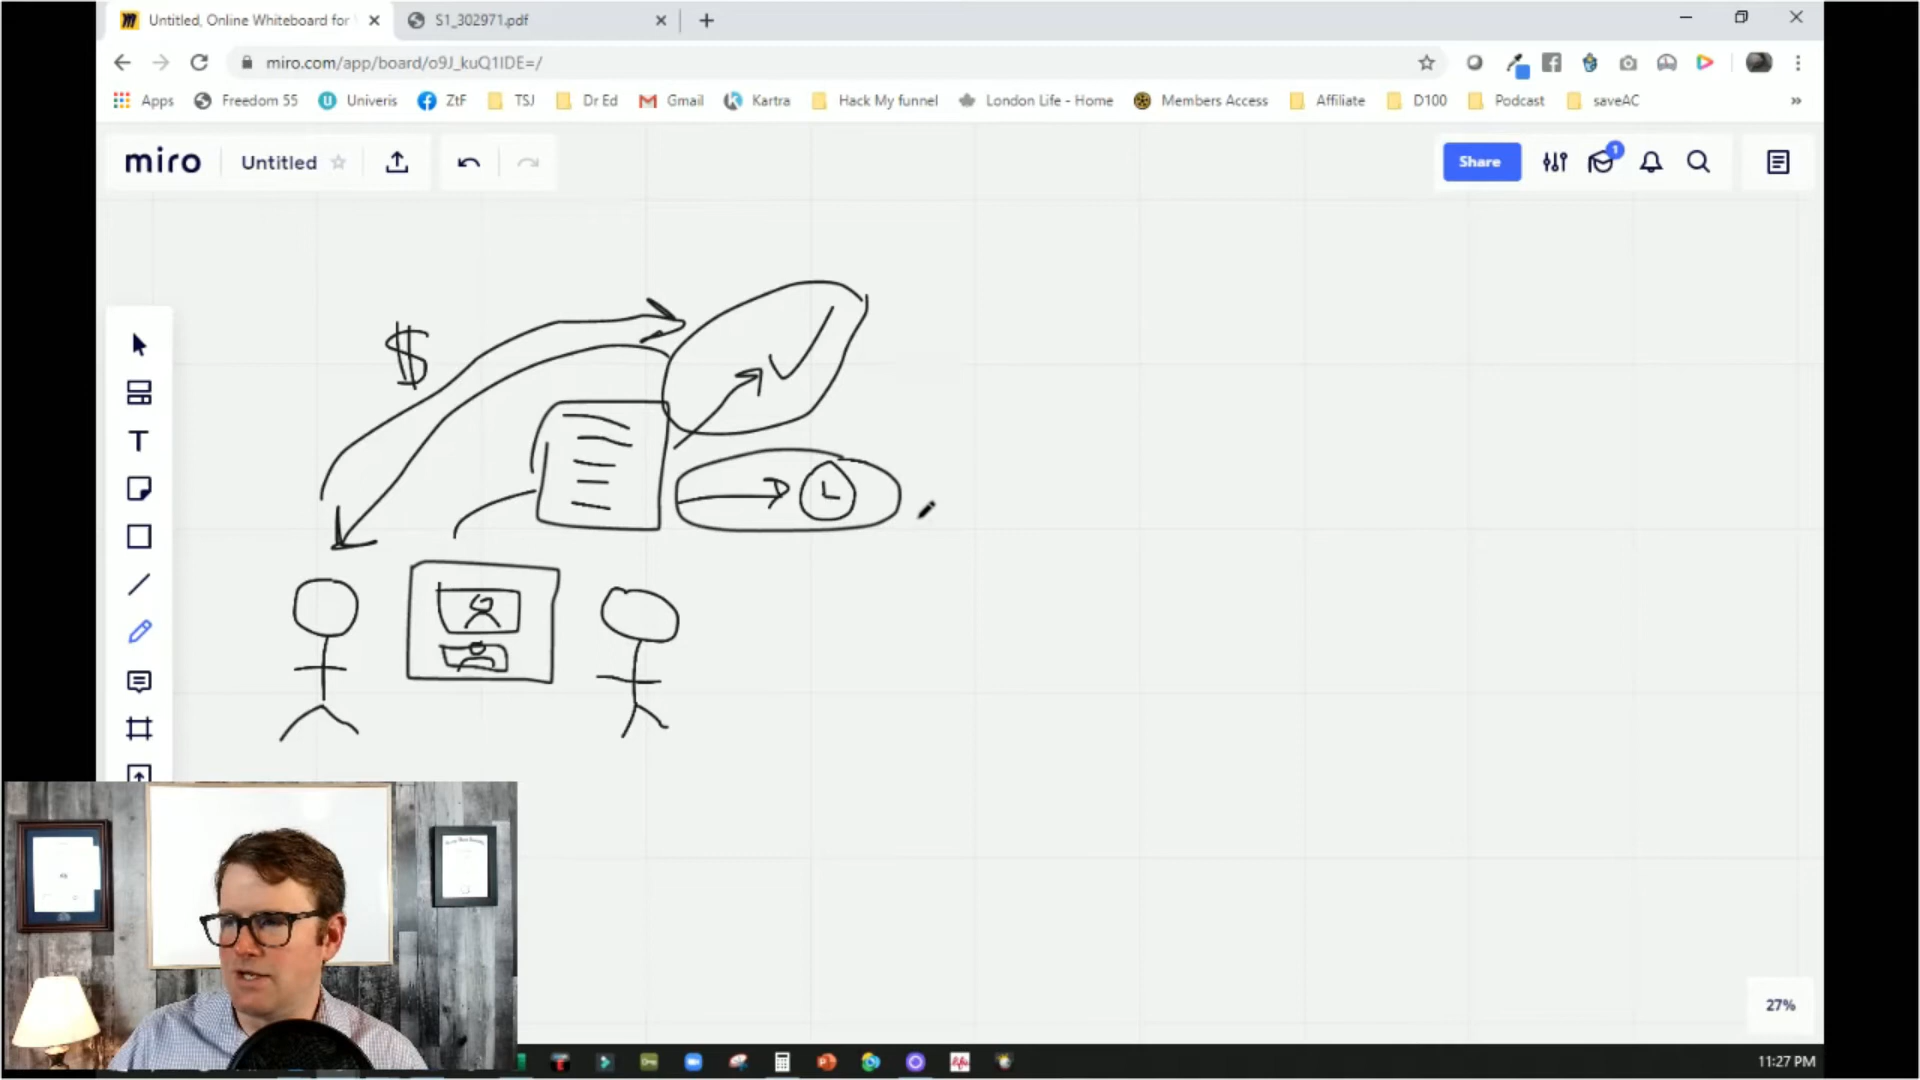 Untitled, Online Whiteboard for
S1_302971.pdf
miro.com/app/board/o9J_kuQ1IDE=/
Apps Freedom 55 Univeris ZtF TSJ Dr Ed Gmail Kartra Hack My funnel London Life - Home Members Access Affiliate D100 Podcast saveAC »
miro Untitled Share 1
$
27%
11:27 PM